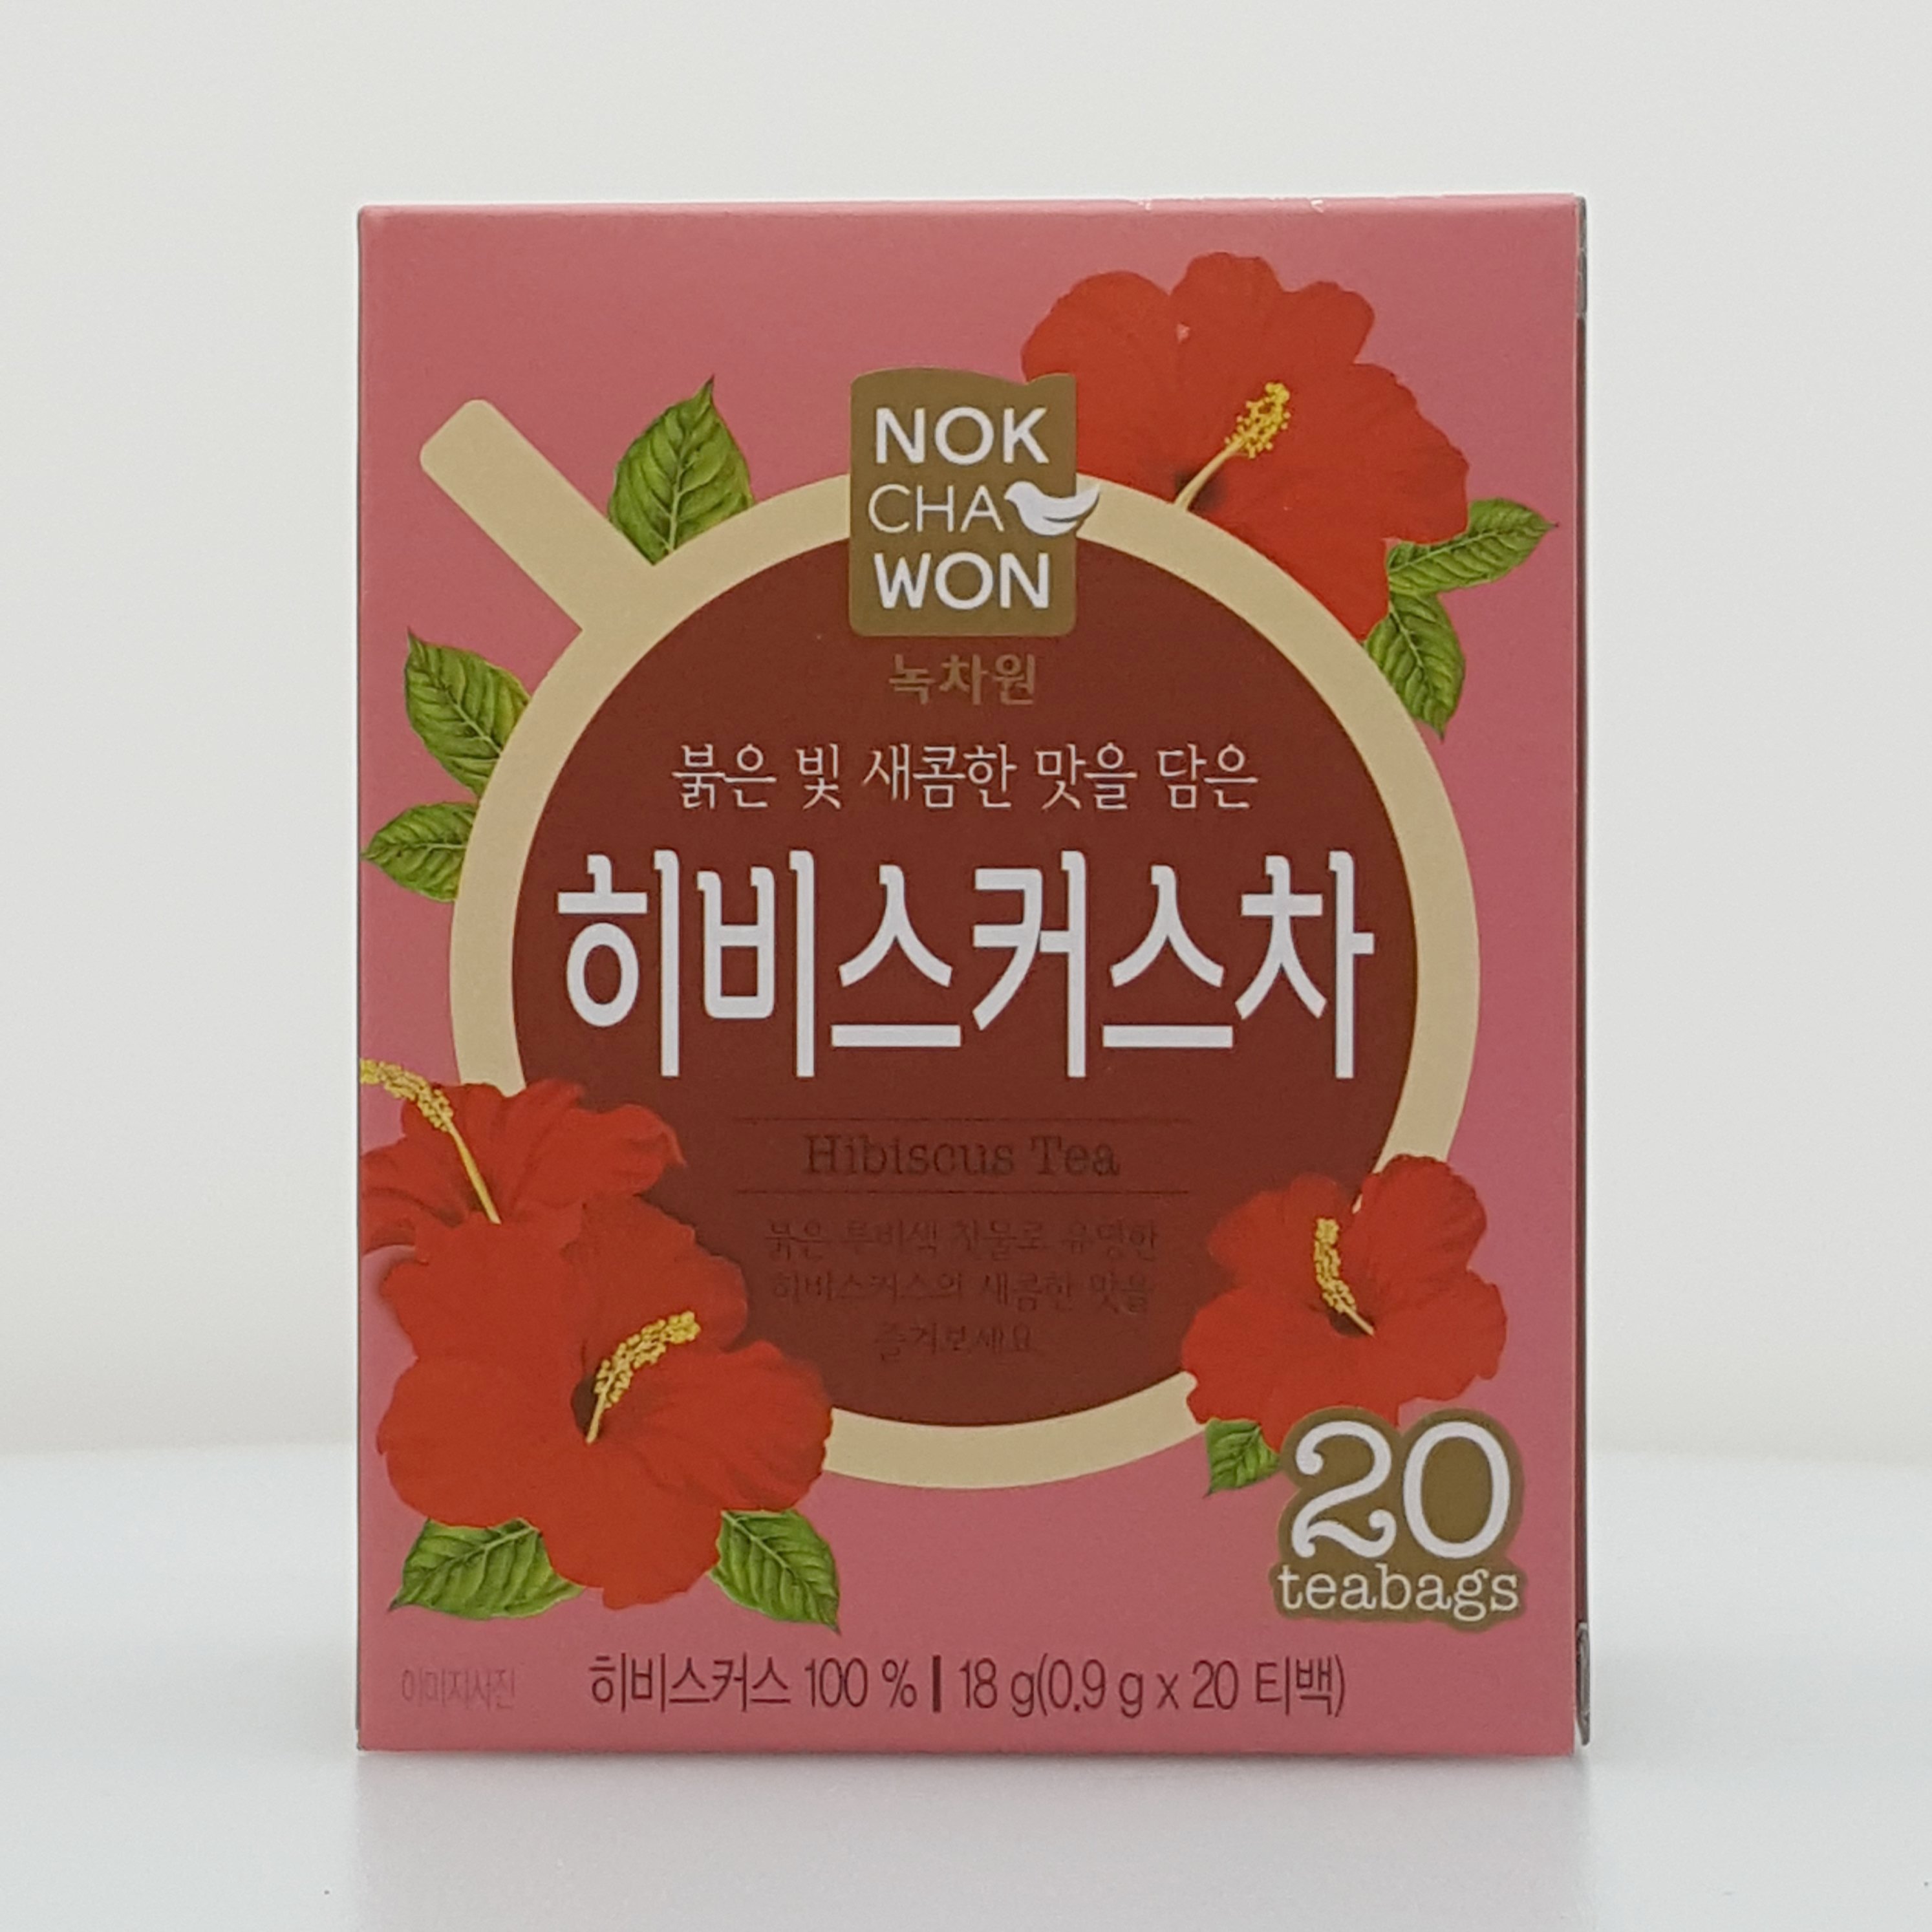 NOK
CHA
WON
녹차원
붉은 빛 새콤한 맛을 담은
히비스커스차
Hibiscus Tea
붉은 루비색 찻물로 유명한
히비스커스의 새콤한 맛을
즐겨보세요
20
teabags
이미지사진
히비스커스 100 % | 18 g(0.9 g x 20 티백)